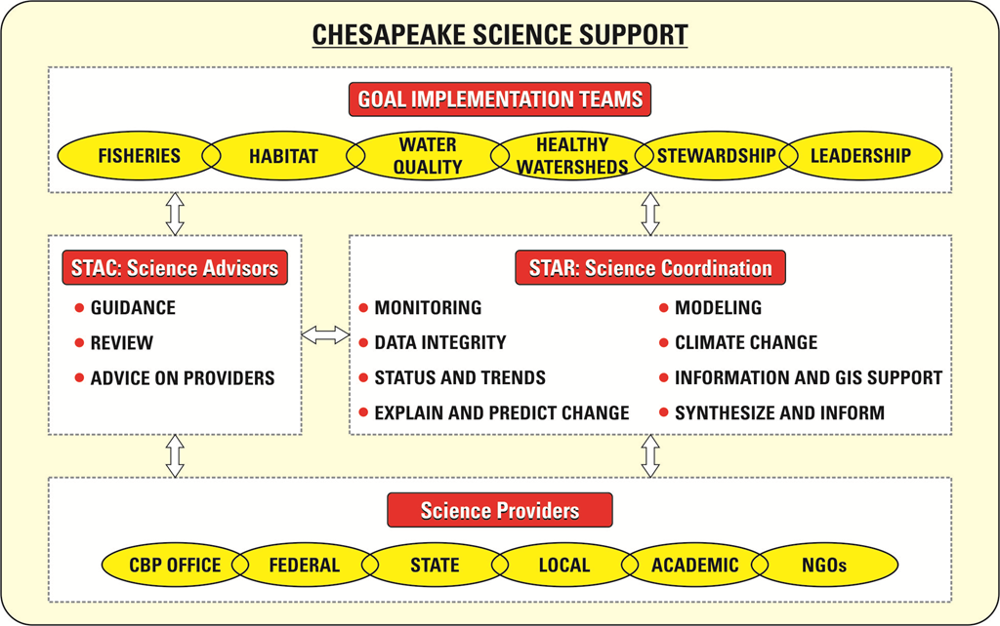 CHESAPEAKE SCIENCE SUPPORT
GOAL IMPLEMENTATION TEAMS
FISHERIES
HABITAT
WATER
QUALITY
HEALTHY
WATERSHEDS
STEWARDSHIP
LEADERSHIP
STAC: Science Advisors
GUIDANCE
REVIEW
ADVICE ON PROVIDERS
STAR: Science Coordination
MONITORING
DATA INTEGRITY
STATUS AND TRENDS
EXPLAIN AND PREDICT CHANGE
MODELING
CLIMATE CHANGE
INFORMATION AND GIS SUPPORT
SYNTHESIZE AND INFORM
Science Providers
CBP OFFICE
FEDERAL
STATE
LOCAL
ACADEMIC
NGOs